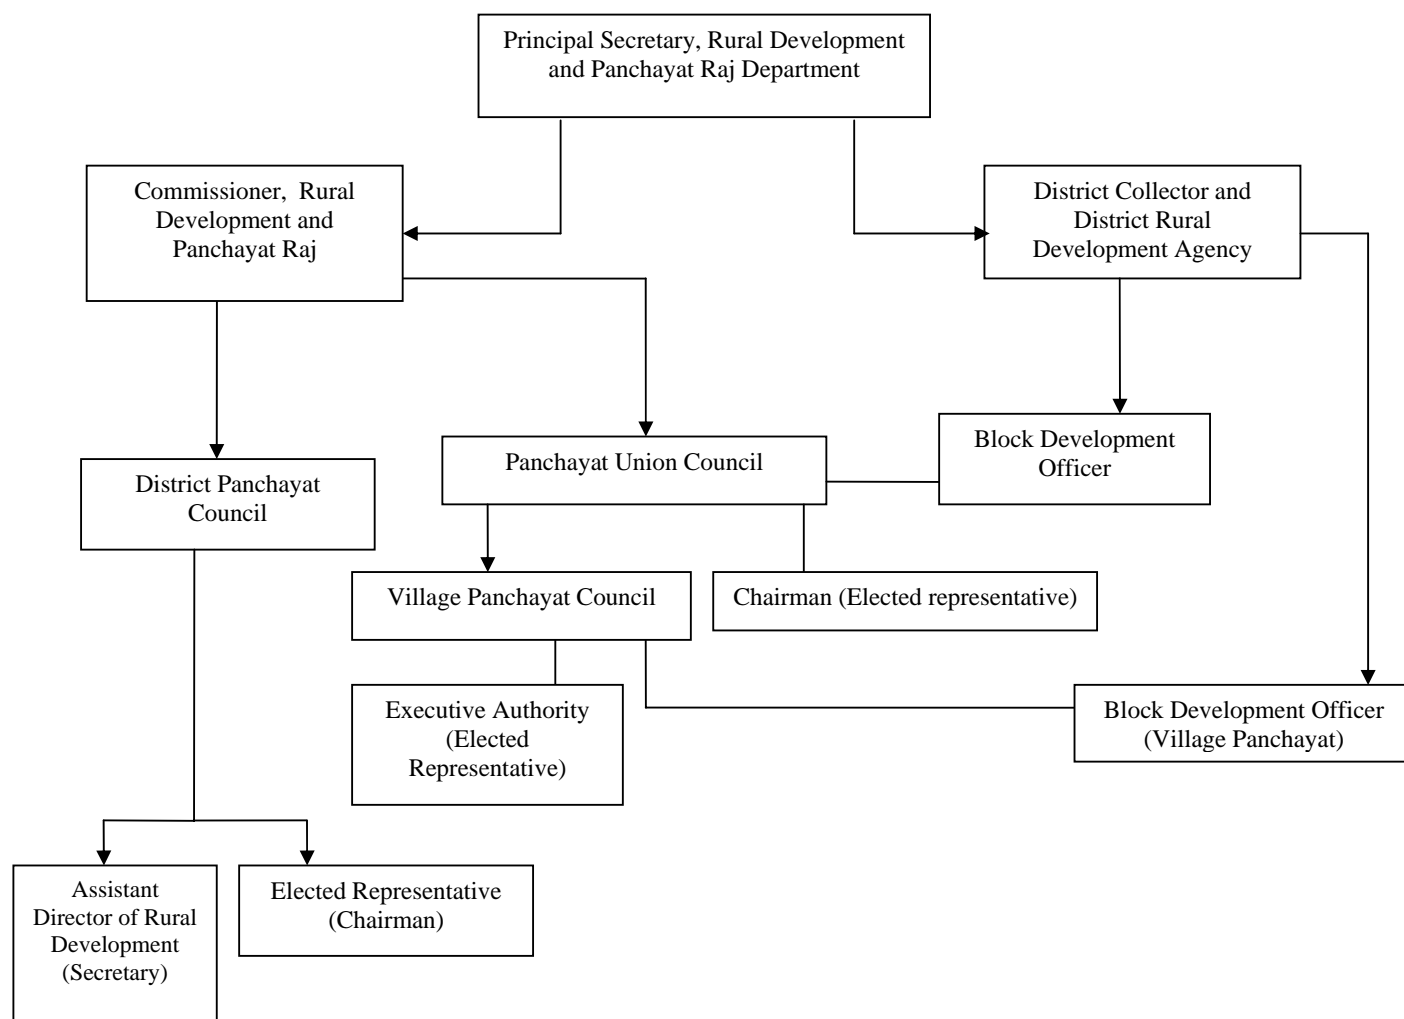 Principal Secretary, Rural Development
and Panchayat Raj Department
Commissioner, Rural
Development and
Panchayat Raj
District Collector and
District Rural
Development Agency
Block Development
Officer
Panchayat Union Council
District Panchayat
Council
Village Panchayat Council
Chairman (Elected representative)
Executive Authority
(Elected
Representative)
Block Development Officer
(Village Panchayat)
Assistant
Director of Rural
Development
(Secretary)
Elected Representative
(Chairman)